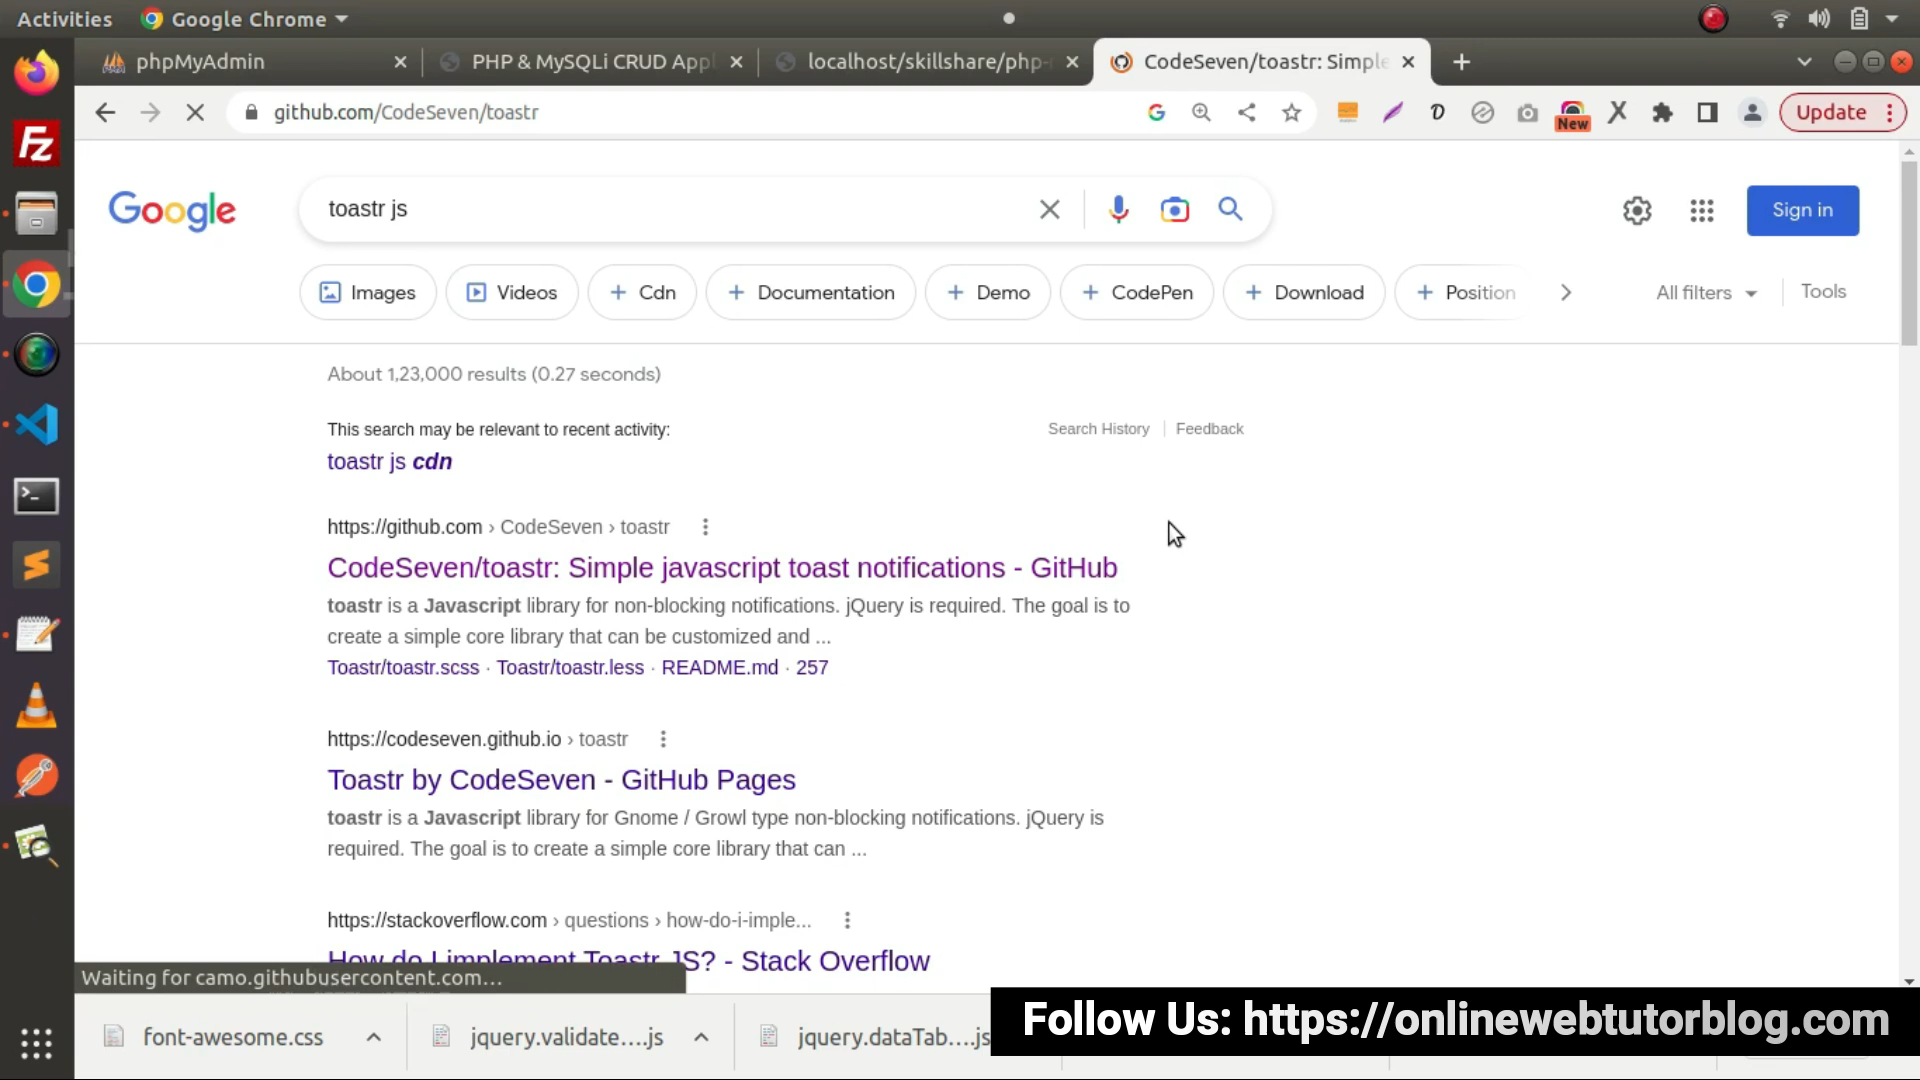 Activities
Google Chrome
phpMyAdmin
PHP & MySQLi CRUD Appl
localhost/skillshare/php-
CodeSeven/toastr: Simple
github.com/CodeSeven/toastr
New
Update
Google
toastr js
Sign in
Images
Videos
Cdn
Documentation
Demo
CodePen
Download
Position
All filters
Tools
About 1,23,000 results (0.27 seconds)
This search may be relevant to recent activity:
Search History
Feedback
toastr js cdn
https://github.com › CodeSeven › toastr
CodeSeven/toastr: Simple javascript toast notifications - GitHub
toastr is a Javascript library for non-blocking notifications. jQuery is required. The goal is to
create a simple core library that can be customized and ...
Toastr/toastr.scss · Toastr/toastr.less · README.md · 257
https://codeseven.github.io › toastr
Toastr by CodeSeven - GitHub Pages
toastr is a Javascript library for Gnome / Growl type non-blocking notifications. jQuery is
required. The goal is to create a simple core library that can ...
https://stackoverflow.com › questions › how-do-i-imple...
How do I implement Toastr JS? - Stack Overflow
Waiting for camo.githubusercontent.com...
font-awesome.css
jquery.validate....js
jquery.dataTab....js
Follow Us: https://onlinewebtutorblog.com